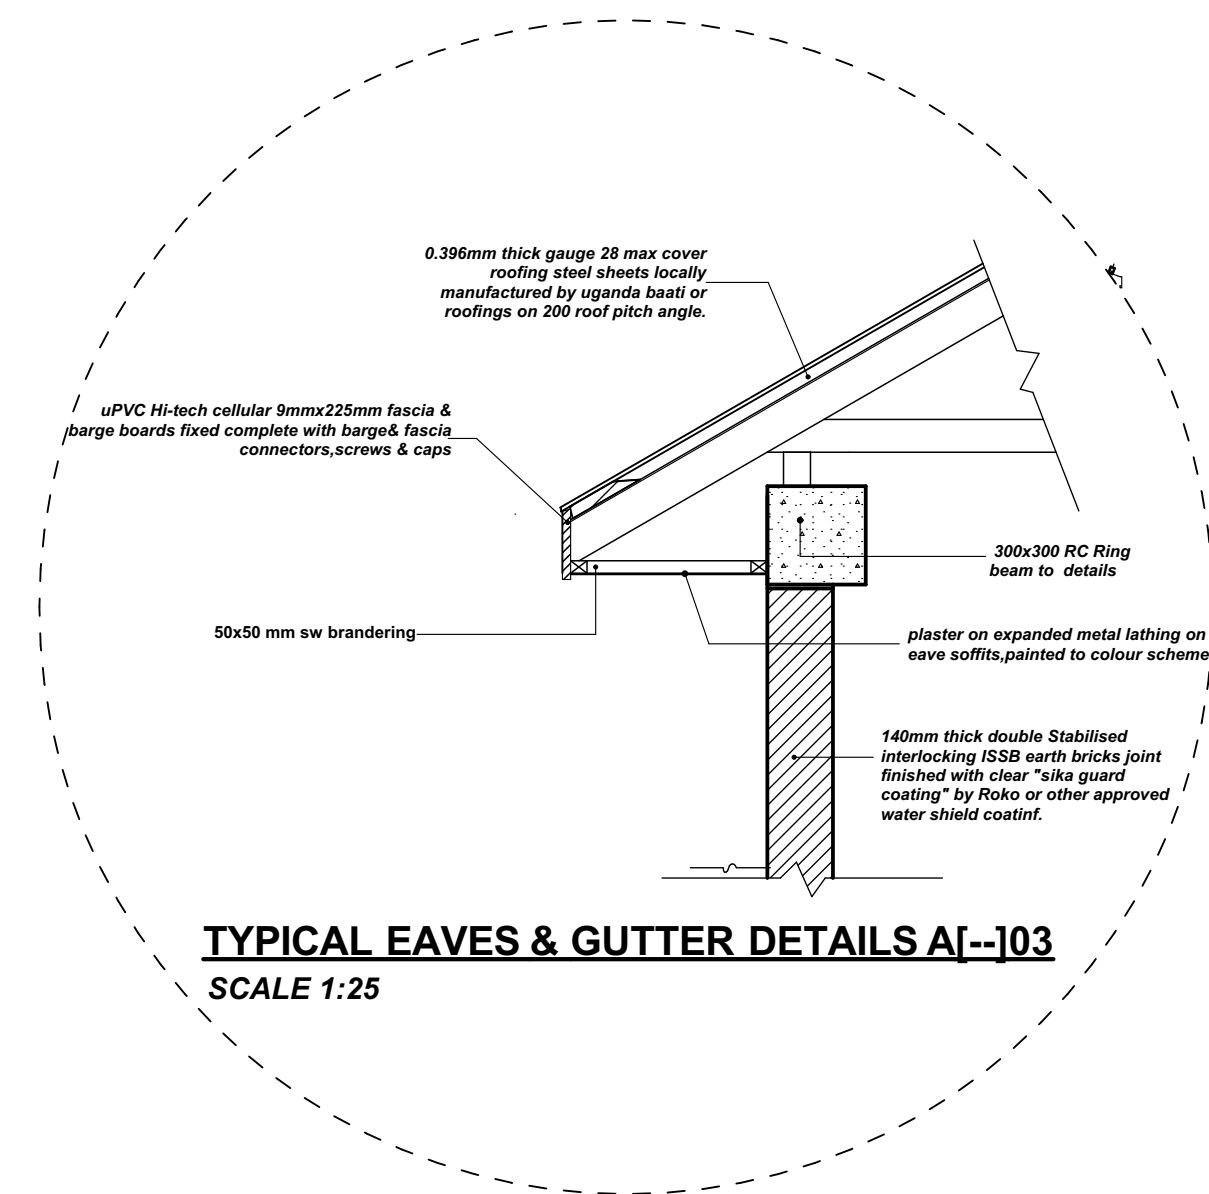 0.396mm thick gauge 28 max cover
roofing steel sheets locally
manufactured by uganda baati or
roofings on 200 roof pitch angle.
uPVC Hi-tech cellular 9mmx225mm fascia &
barge boards fixed complete with barge& fascia
connectors,screws & caps
300x300 RC Ring
beam to details
50x50 mm sw brandering
plaster on expanded metal lathing on
eave soffits,painted to colour scheme
140mm thick double Stabilised
interlocking ISSB earth bricks joint
finished with clear "sika guard
coating" by Roko or other approved
water shield coatinf.
TYPICAL EAVES & GUTTER DETAILS A[--]03
SCALE 1:25